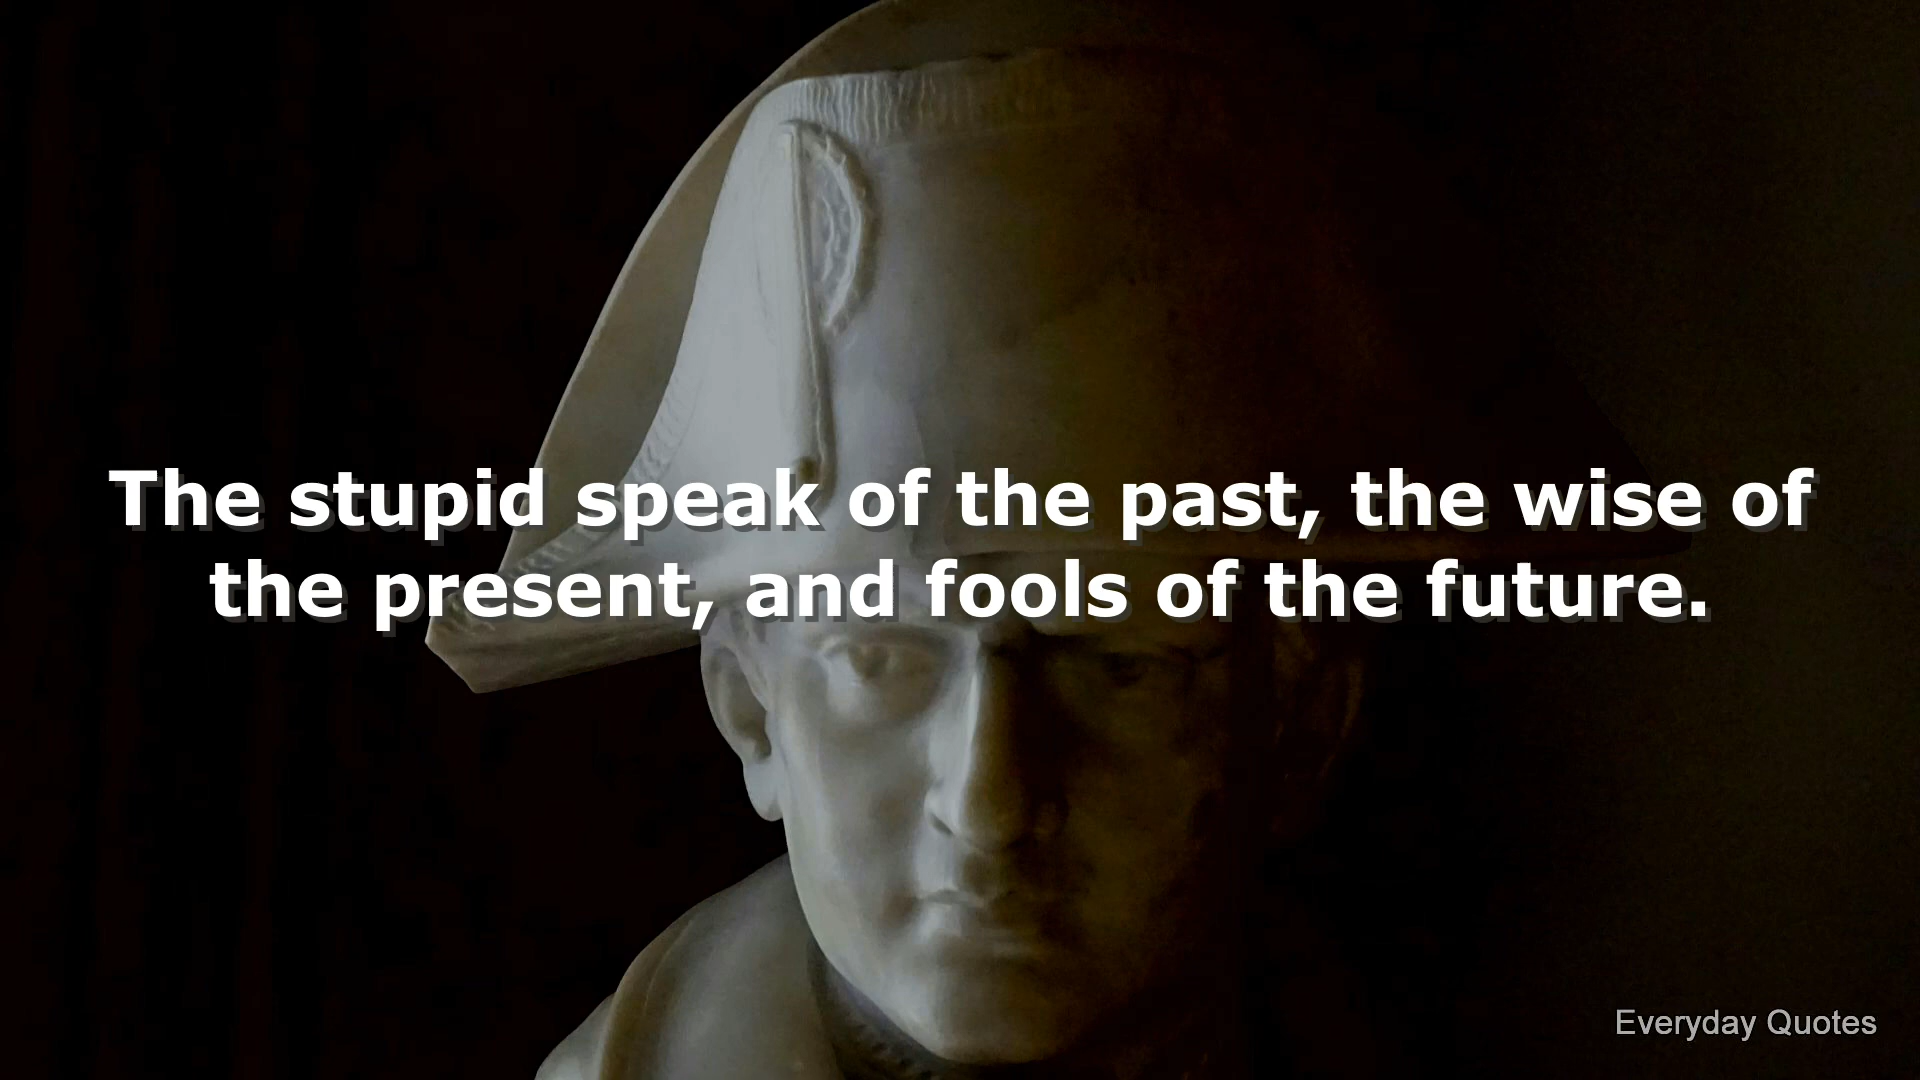 The stupid speak of the past, the wise of
the present, and fools of the future.
Everyday Quotes